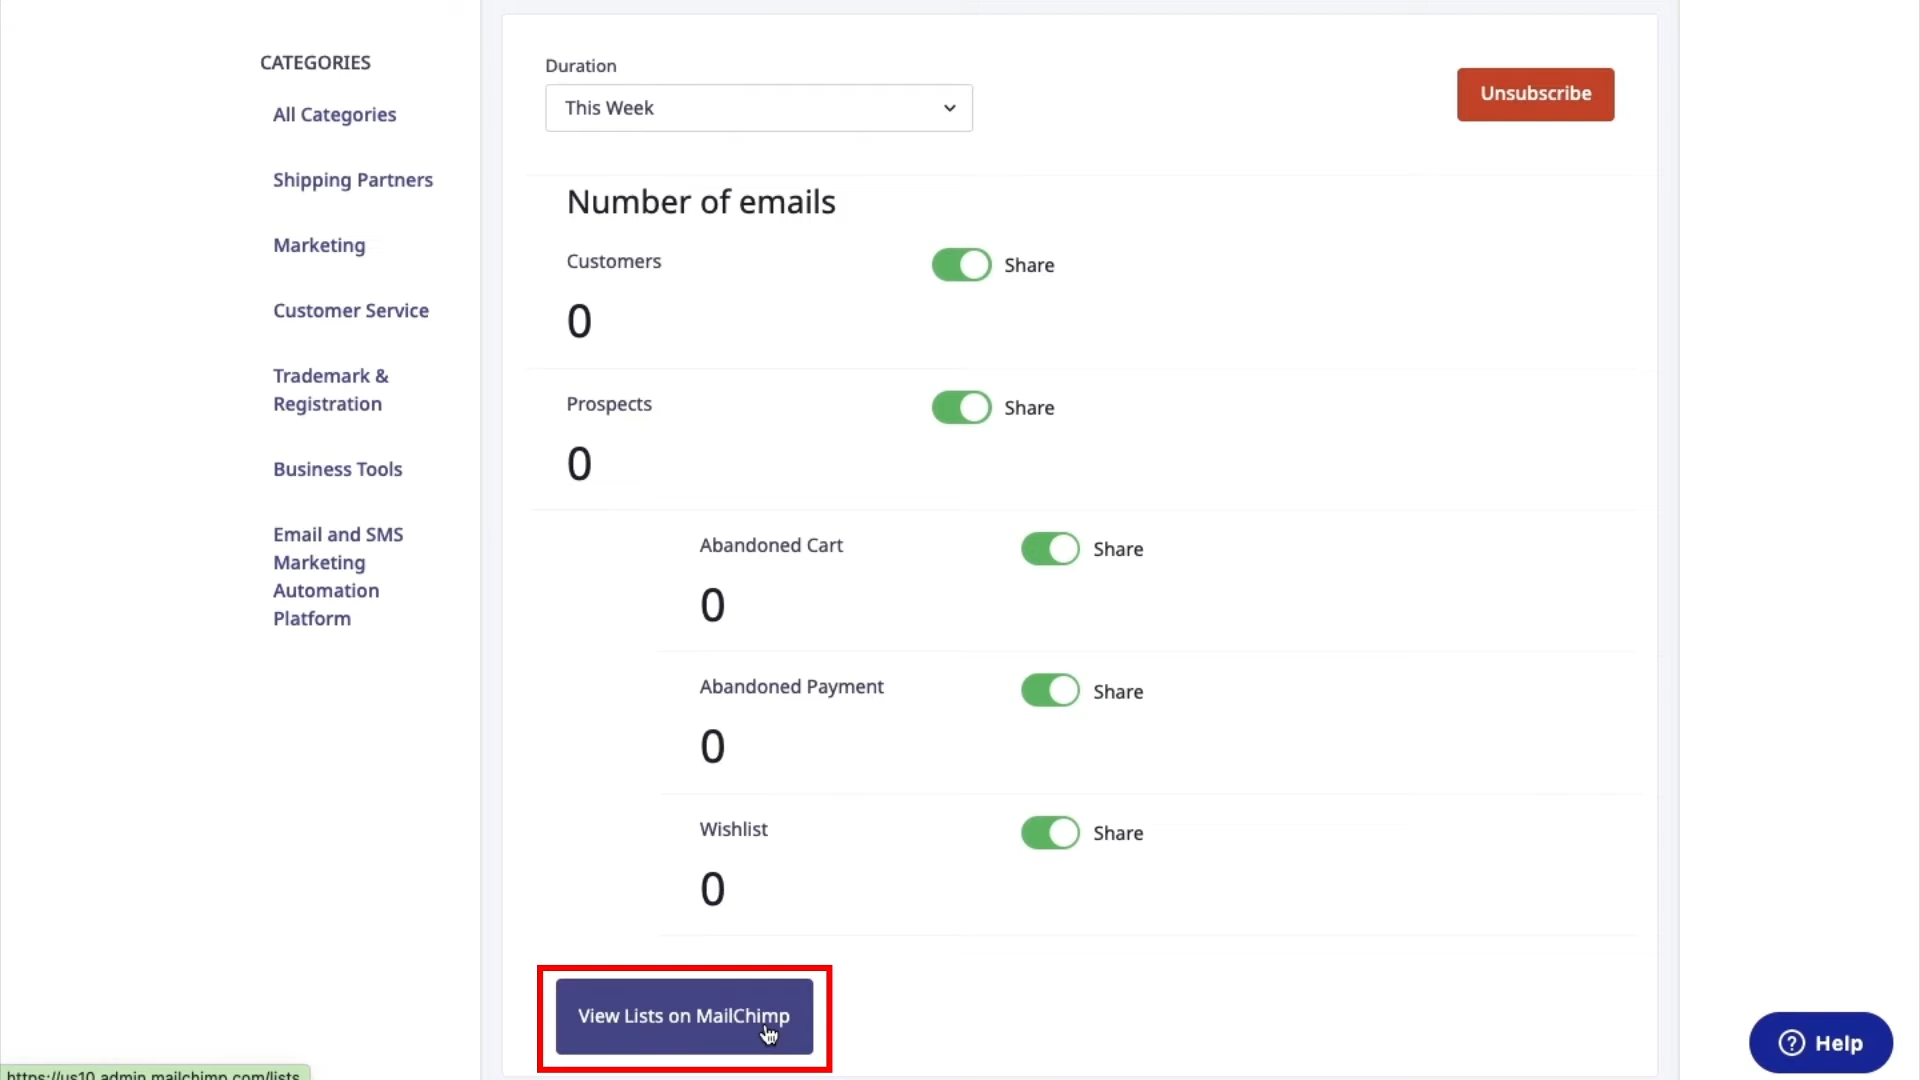 CATEGORIES
All Categories
Shipping Partners
Marketing
Customer Service
Trademark &
Registration
Business Tools
Email and SMS
Marketing
Automation
Platform
Duration
This Week
Unsubscribe
Number of emails
Customers
Share
0
Prospects
Share
0
Abandoned Cart
Share
0
Abandoned Payment
Share
0
Wishlist
Share
0
View Lists on MailChimp
? Help
https://us10.admin.mailchimp.com/lists